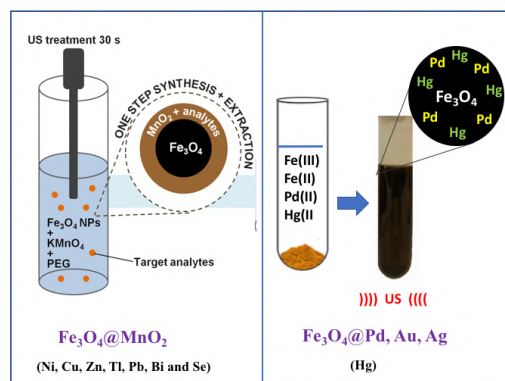 US treatment 30 s
ONE STEP SYNTHESIS + EXTRACTION
MnO₂ + analytes
Fe₃O₄
Fe₃O₄ NPs
+
KMnO₄
+
PEG
Target analytes
Fe₃O₄@MnO₂
(Ni, Cu, Zn, Tl, Pb, Bi and Se)
Hg
Pd
Hg
Pd
Hg
Hg
Fe₃O₄
Pd
Pd
Hg
Fe(III)
Fe(II)
Pd(II)
Hg(II
)))) US ((((
Fe₃O₄@Pd, Au, Ag
(Hg)